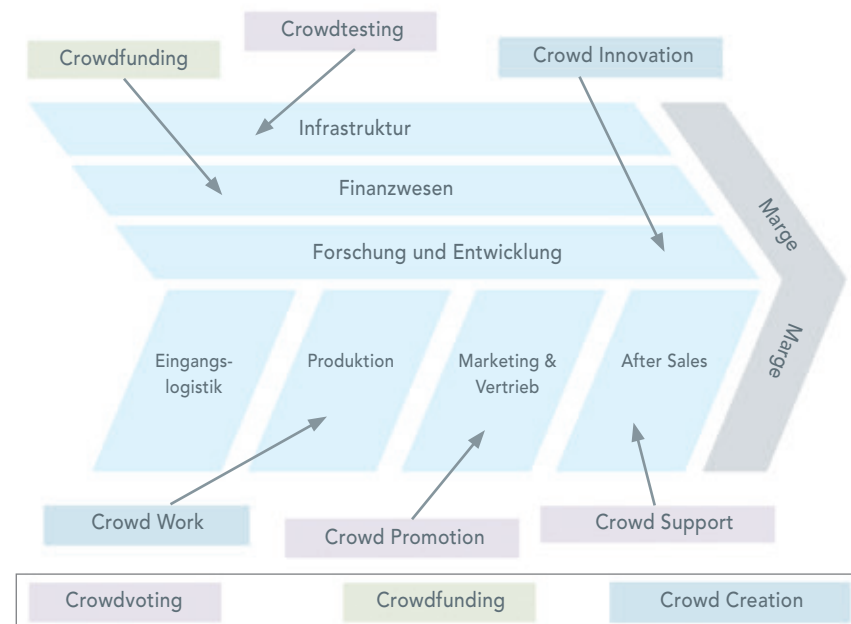 Crowdtesting
Crowdfunding
Crowd Innovation
Infrastruktur
Finanzwesen
Forschung und Entwicklung
Marge
Marge
Eingangs-
logistik
Produktion
Marketing &
Vertrieb
After Sales
Crowd Work
Crowd Promotion
Crowd Support
Crowdvoting
Crowdfunding
Crowd Creation